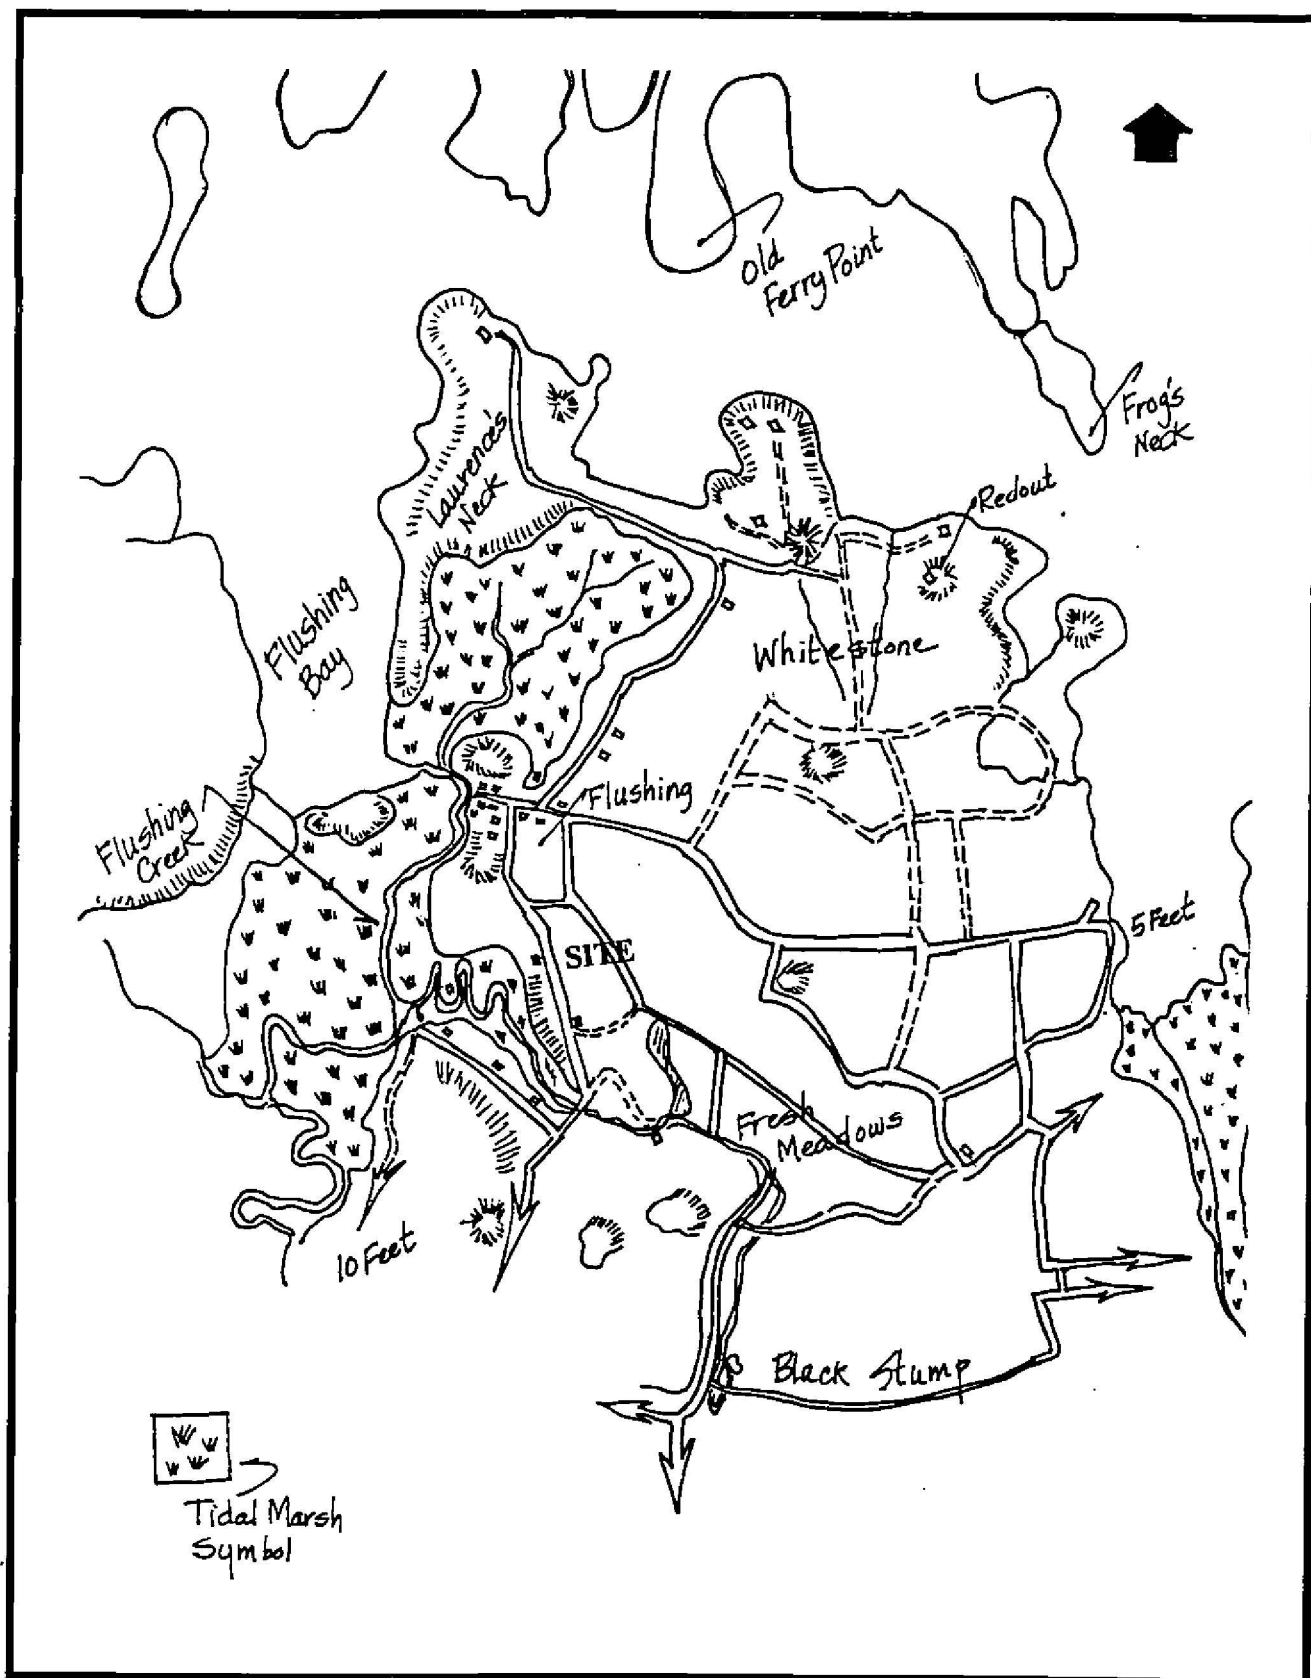 Old
Ferry Point
Frog's
Neck
Laurence's
Neck
Redout
Flushing
Bay
Whitestone
Flushing
Flushing
Creek
5 Feet
SITE
Fresh
Meadows
10 Feet
Black Stump
Tidal Marsh
Symbol